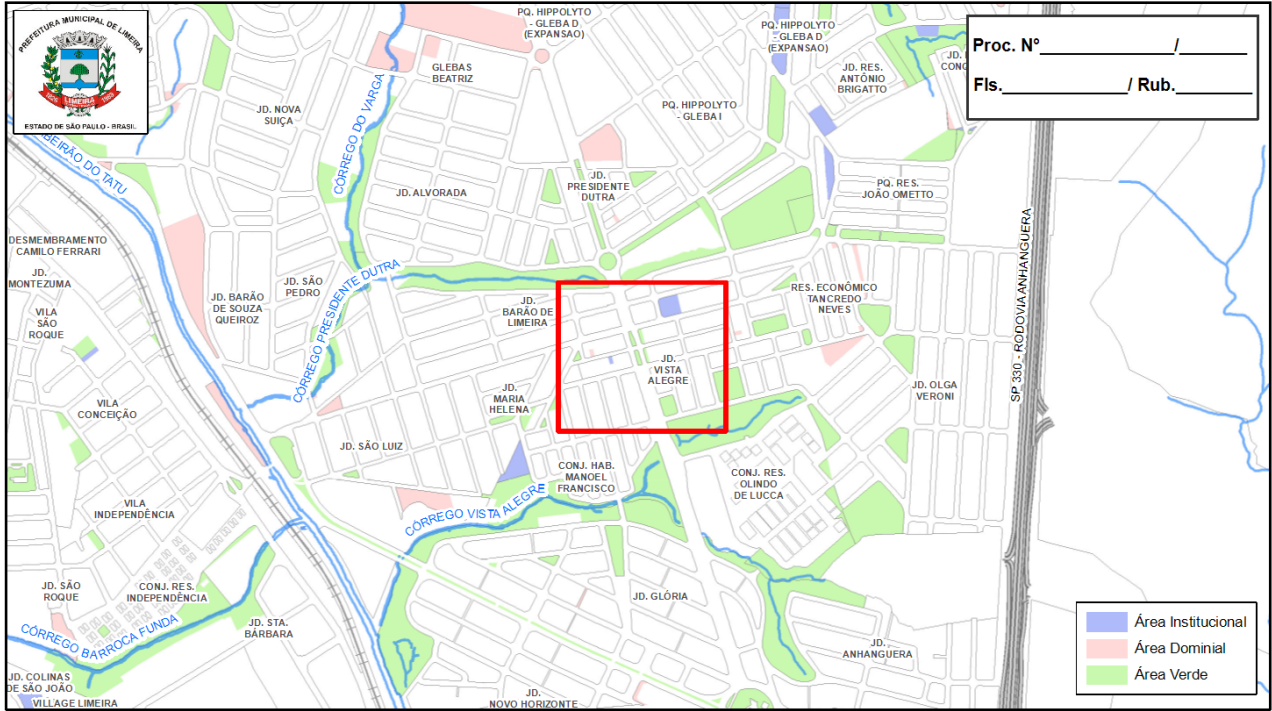 PREFEITURA MUNICIPAL DE LIMEIRA
1826 LIMEIRA 1863
ESTADO DE SÃO PAULO - BRASIL
Proc. Nº_______________/_______
Fls.______________/ Rub.________
PQ. HIPPOLYTO
- GLEBA D
(EXPANSAO)
PQ. HIPPOLYTO
- GLEBA D
(EXPANSAO)
GLEBAS
BEATRIZ
JD. RES.
ANTÔNIO
BRIGATTO
JD.
CONG
JD. NOVA
SUIÇA
PQ. HIPPOLYTO
- GLEBA I
CÓRREGO DO VARGA
BEIRÃO DO TATU
JD. ALVORADA
JD.
PRESIDENTE
DUTRA
PQ. RES.
JOÃO OMETTO
DESMEMBRAMENTO
CAMILO FERRARI
JD.
MONTEZUMA
VILA
SÃO
ROQUE
JD. BARÃO
DE SOUZA
QUEIROZ
JD. SÃO
PEDRO
CÓRREGO PRESIDENTE DUTRA
JD.
BARÃO DE
LIMEIRA
RES. ECONÔMICO
TANCREDO
NEVES
SP 330 - RODOVIA ANHANGUERA
JD.
VISTA
ALEGRE
JD.
MARIA
HELENA
JD. OLGA
VERONI
VILA
CONCEIÇÃO
JD. SÃO LUIZ
CONJ. HAB.
MANOEL
FRANCISCO
CONJ. RES.
OLINDO
DE LUCCA
VILA
INDEPENDÊNCIA
CÓRREGO VISTA ALEGRE
JD. SÃO
ROQUE
CONJ. RES.
INDEPENDÊNCIA
JD. GLÓRIA
CÓRREGO BARROCA FUNDA
JD. STA.
BÁRBARA
JD.
ANHANGUERA
JD. COLINAS
DE SÃO JOÃO
VILLAGE LIMEIRA
JD.
NOVO HORIZONTE
Área Institucional
Área Dominial
Área Verde